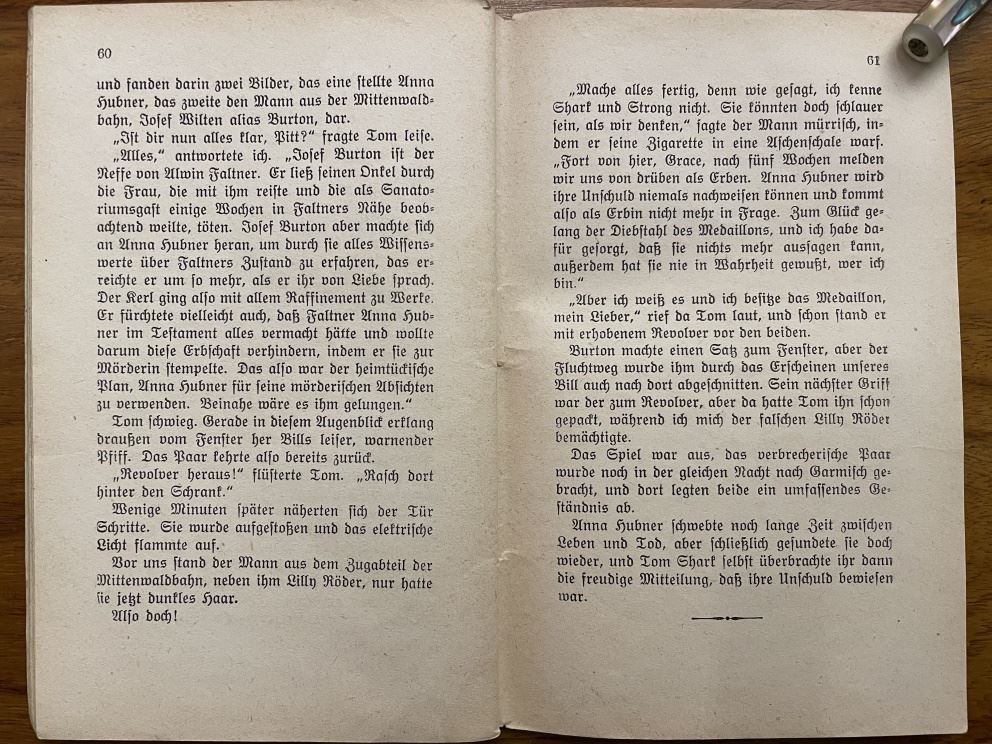 60
und fanden darin zwei Bilder, das eine stellte Anna
Hubner, das zweite den Mann aus der Mittenwald-
bahn, Josef Wilten alias Burton, dar.
„Ist dir nun alles klar, Pitt?“ fragte Tom leise.
„Alles,“ antwortete ich. „Josef Burton ist der
Neffe von Alwin Faltner. Er ließ seinen Onkel durch
die Frau, die mit ihm reiste und die als Sanato-
riumsgast einige Wochen in Faltners Nähe beob-
achtend weilte, töten. Josef Burton aber machte sich
an Anna Hubner heran, um durch sie alles Wissens-
werte über Faltners Zustand zu erfahren, das er-
reichte er um so mehr, als er ihr von Liebe sprach.
Der Kerl ging also mit allem Raffinement zu Werke.
Er fürchtete vielleicht auch, daß Faltner Anna Hub-
ner im Testament alles vermacht hätte und wollte
darum diese Erbschaft verhindern, indem er sie zur
Mörderin stempelte. Das also war der heimtückische
Plan, Anna Hubner für seine mörderischen Absichten
zu verwenden. Beinahe wäre es ihm gelungen.“
Tom schwieg. Gerade in diesem Augenblick erklang
draußen vom Fenster her Bills leiser, warnender
Pfiff. Das Paar kehrte also bereits zurück.
„Revolver heraus!“ flüsterte Tom. „Rasch dort
hinter den Schrank.“
Wenige Minuten später näherten sich der Tür
Schritte. Sie wurde aufgestoßen und das elektrische
Licht flammte auf.
Vor uns stand der Mann aus dem Zugabteil der
Mittenwaldbahn, neben ihm Lilly Röder, nur hatte
sie jetzt dunkles Haar.
Also doch!
61
„Mache alles fertig, denn wie gesagt, ich kenne
Shark und Strong nicht. Sie könnten doch schlauer
sein, als wir denken,“ sagte der Mann mürrisch, in-
dem er seine Zigarette in eine Aschenschale warf.
„Fort von hier, Grace, nach fünf Wochen melden
wir uns von drüben als Erben. Anna Hubner wird
ihre Unschuld niemals nachweisen können und kommt
also als Erbin nicht mehr in Frage. Zum Glück ge-
lang der Diebstahl des Medaillons, und ich habe da-
für gesorgt, daß sie nichts mehr aussagen kann,
außerdem hat sie nie in Wahrheit gewußt, wer ich
bin.“
„Aber ich weiß es und ich besitze das Medaillon,
mein Lieber,“ rief da Tom laut, und schon stand er
mit erhobenem Revolver vor den beiden.
Burton machte einen Satz zum Fenster, aber der
Fluchtweg wurde ihm durch das Erscheinen unseres
Bill auch nach dort abgeschnitten. Sein nächster Griff
war der zum Revolver, aber da hatte Tom ihn schon
gepackt, während ich mich der falschen Lilly Röder
bemächtigte.
Das Spiel war aus, das verbrecherische Paar
wurde noch in der gleichen Nacht nach Garmisch ge-
bracht, und dort legten beide ein umfassendes Ge-
ständnis ab.
Anna Hubner schwebte noch lange Zeit zwischen
Leben und Tod, aber schließlich gesundete sie doch
wieder, und Tom Shark selbst überbrachte ihr dann
die freudige Mitteilung, daß ihre Unschuld bewiesen
war.